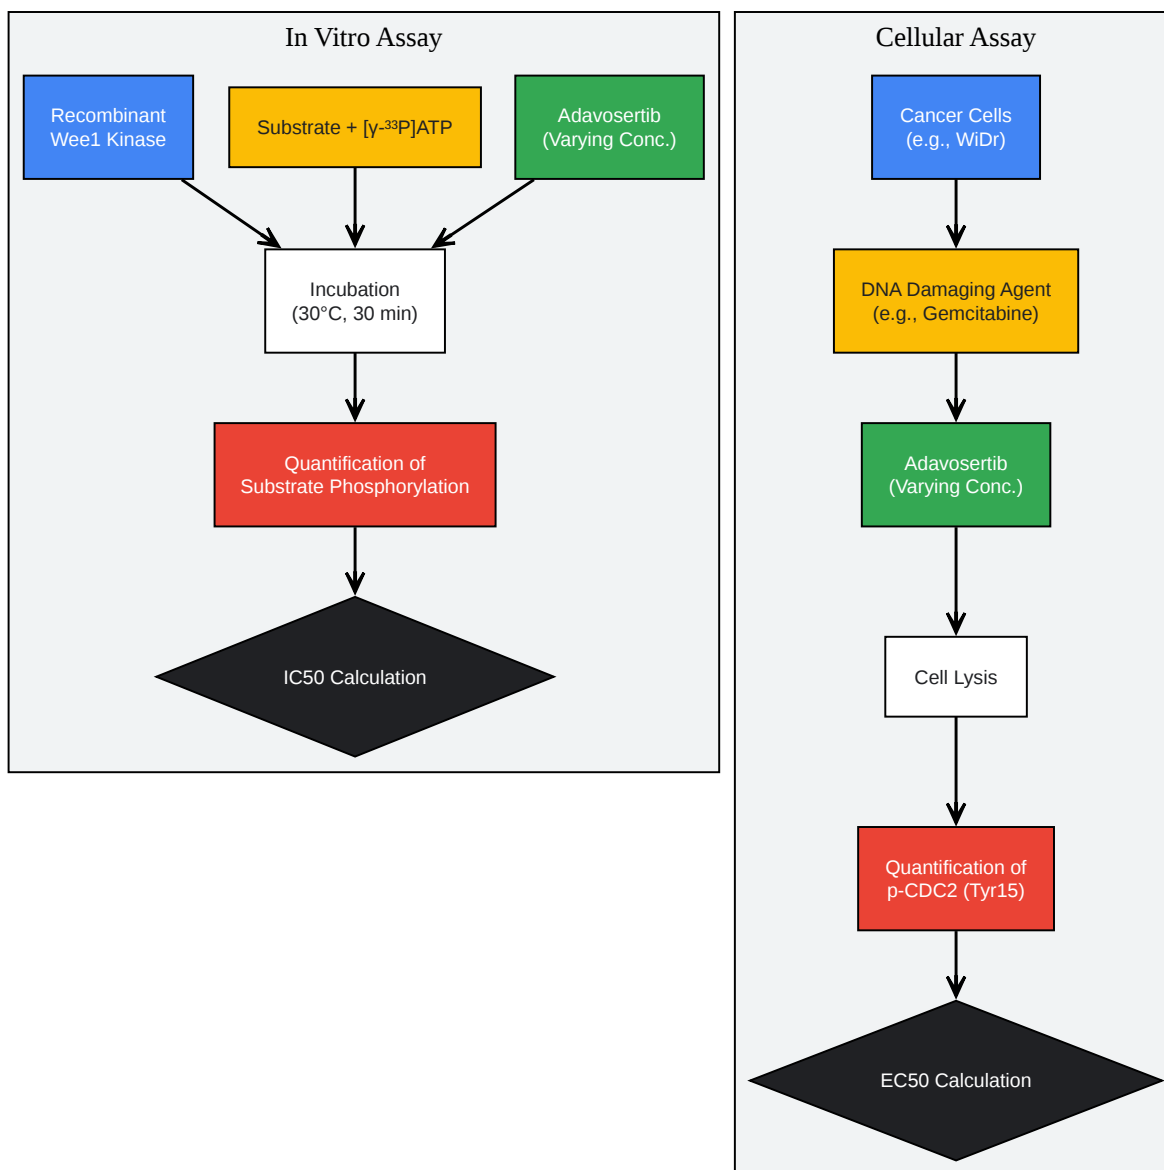 In Vitro Assay
Recombinant
Wee1 Kinase
Substrate + [γ-³³P]ATP
Adavosertib
(Varying Conc.)
Incubation
(30°C, 30 min)
Quantification of
Substrate Phosphorylation
IC50 Calculation
Cellular Assay
Cancer Cells
(e.g., WiDr)
DNA Damaging Agent
(e.g., Gemcitabine)
Adavosertib
(Varying Conc.)
Cell Lysis
Quantification of
p-CDC2 (Tyr15)
EC50 Calculation